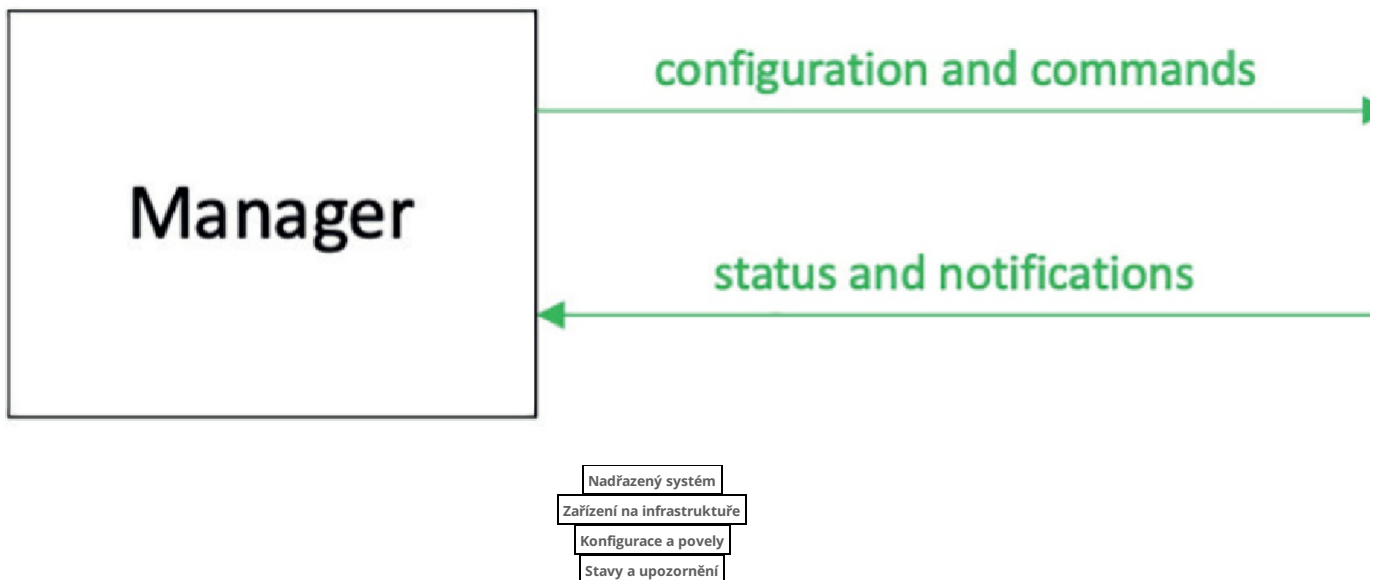 configuration and commands
Manager
status and notifications
Nadřazený systém
Zařízení na infrastruktuře
Konfigurace a povely
Stavy a upozornění